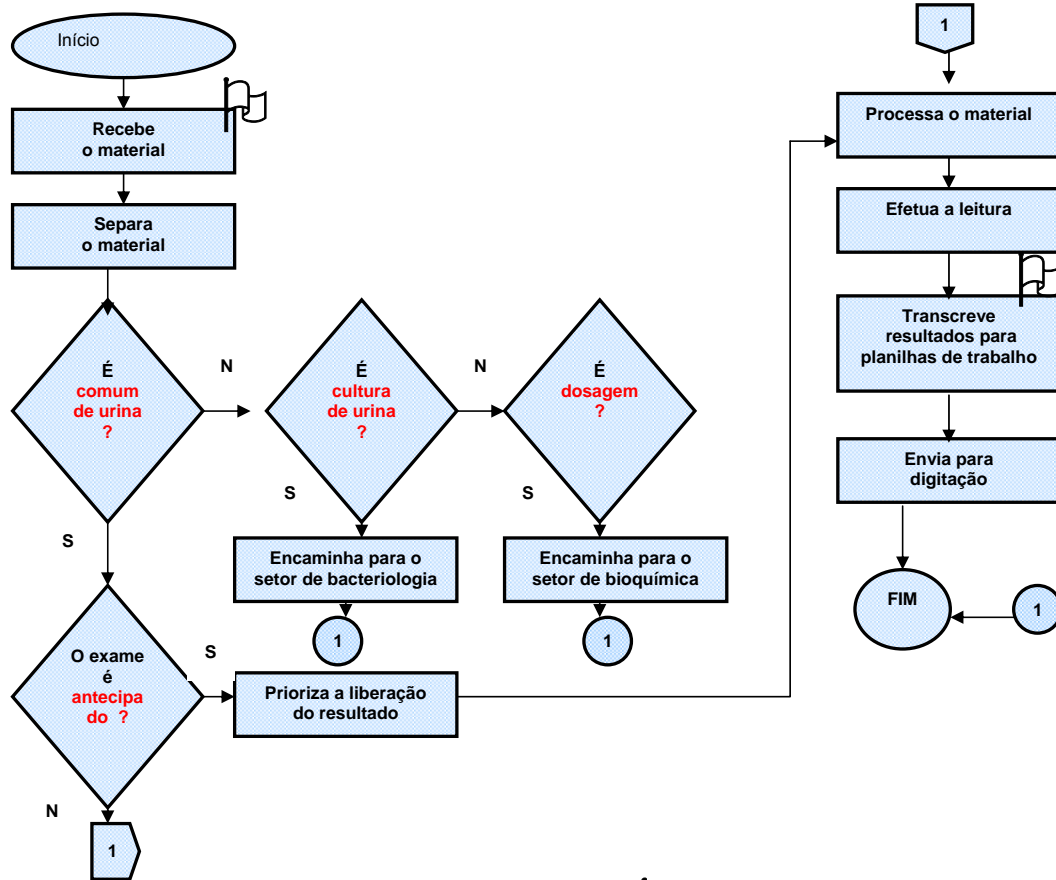 Início
Recebe
o material
Separa
o material
É
comum
de urina
?
N
É
cultura
de urina
?
N
É
dosagem
?
S
S
S
Encaminha para o
setor de bacteriologia
Encaminha para o
setor de bioquímica
1
1
O exame
é
antecipa
do ?
S
Prioriza a liberação
do resultado
N
1
1
Processa o material
Efetua a leitura
Transcreve
resultados para
planilhas de trabalho
Envia para
digitação
FIM
1